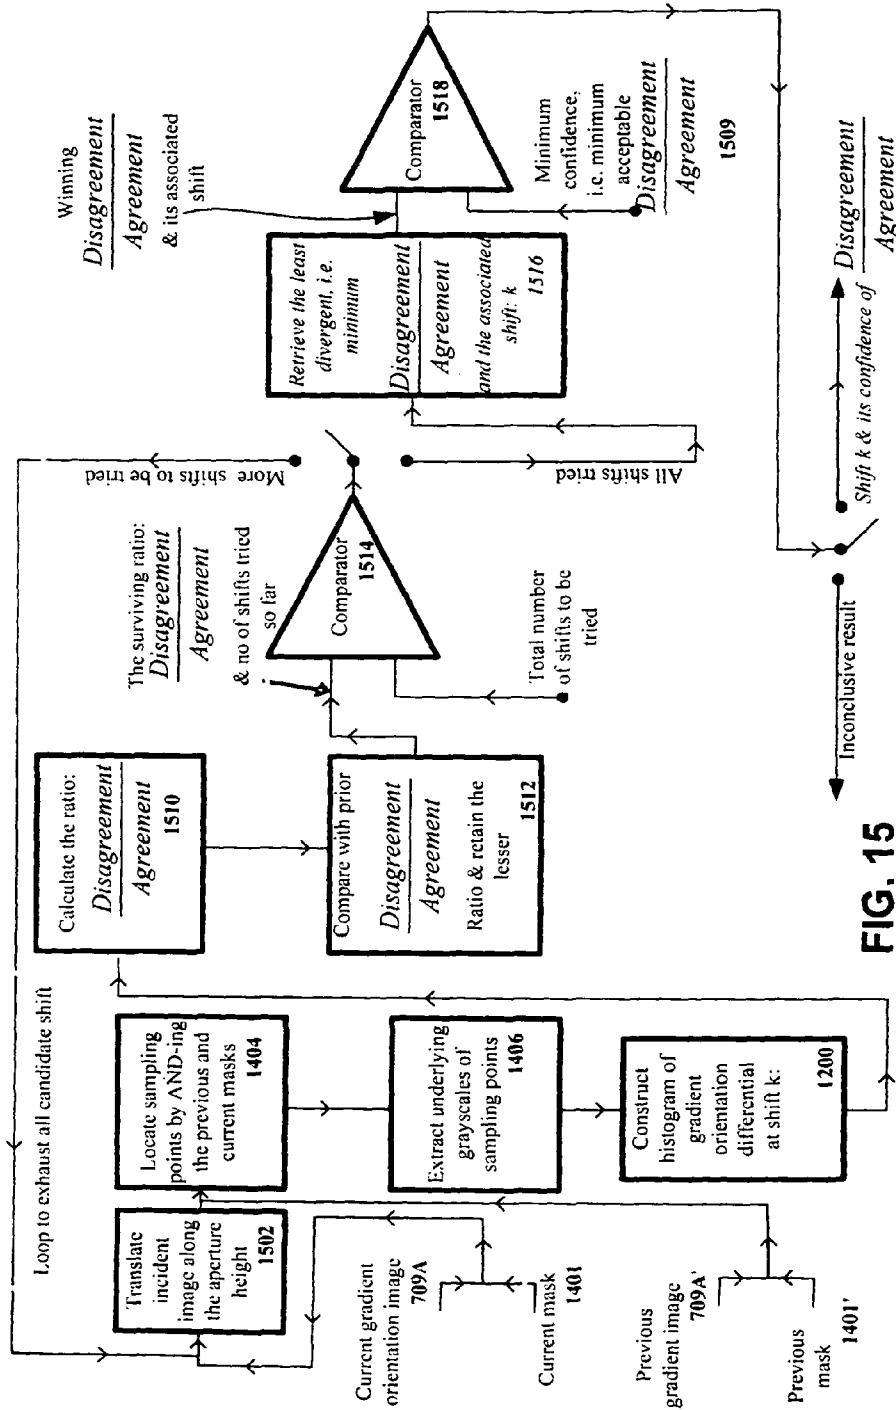 Loop to exhaust all candidate shift
Translate
incident
image along
the aperture
height
1502
Current gradient
orientation image
709A
Current mask
1401
Previous
gradient image
709A'
Previous
mask
1401'
Locate sampling
points by AND-ing
the previous and
current masks
1404
Extract underlying
grayscales of
sampling points
1406
Construct
histogram of
gradient
orientation
differential
at shift k:
1200
Calculate the ratio:
Disagreement
Agreement
1510
Compare with prior
Disagreement
Agreement
Ratio & retain the
lesser
1512
The surviving ratio:
Disagreement
Agreement
& no of shifts tried
so far
Comparator
1514
Total number
of shifts to be
tried
More shifts to be tried
All shifts tried
Retrieve the least
divergent, i.e.
minimum
Disagreement
Agreement
and the associated
shift: k
1516
Winning
Disagreement
Agreement
& its associated
shift
Comparator
1518
Minimum
confidence,
i.e. minimum
acceptable
Disagreement
Agreement
1509
Inconclusive result
Shift k & its confidence of
Disagreement
Agreement
FIG. 15